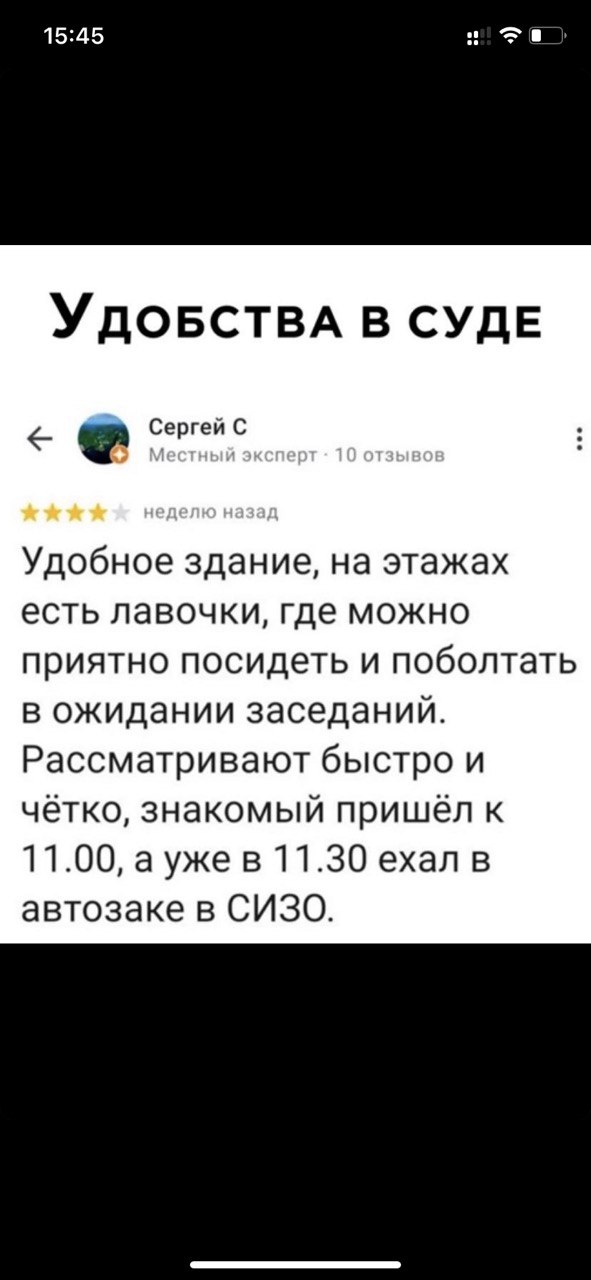 15:45
Удобства в суде
Сергей С
Местный эксперт · 10 отзывов
неделю назад
Удобное здание, на этажах
есть лавочки, где можно
приятно посидеть и поболтать
в ожидании заседаний.
Рассматривают быстро и
чётко, знакомый пришёл к
11.00, а уже в 11.30 ехал в
автозаке в СИЗО.